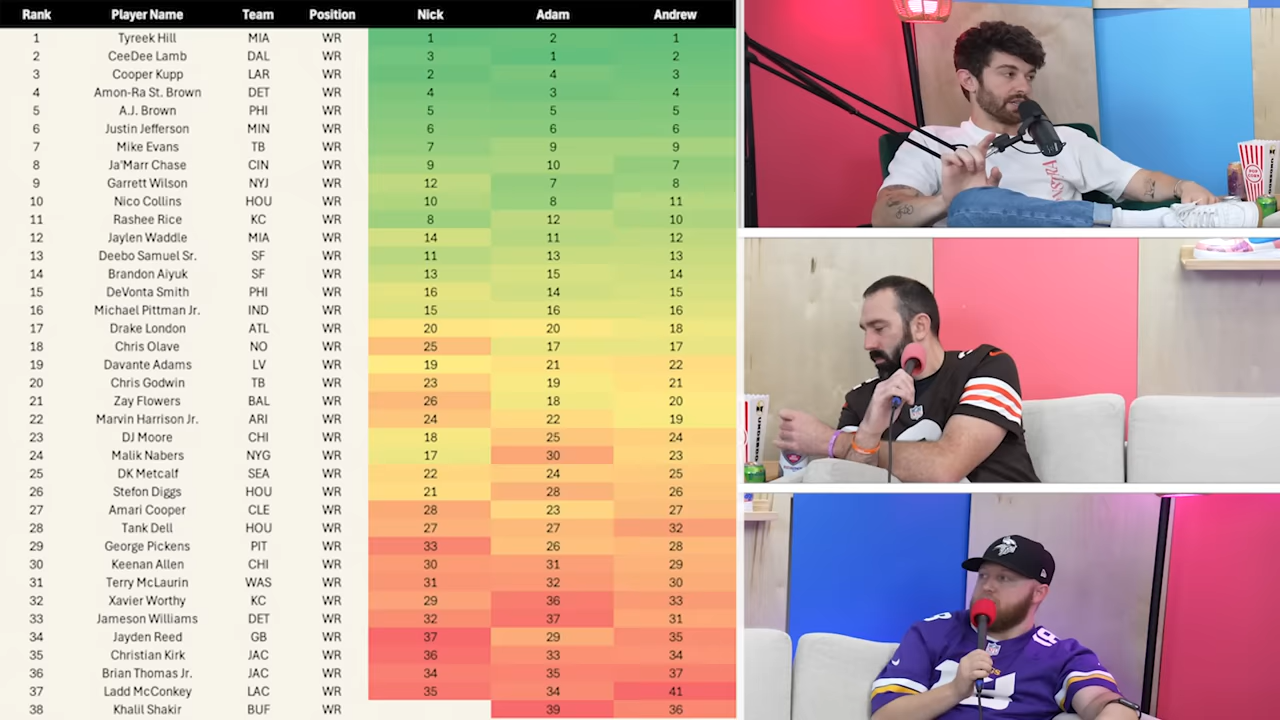 Rank Player Name Team Position Nick Adam Andrew
1 Tyreek Hill MIA WR 1 2 1
2 CeeDee Lamb DAL WR 3 1 2
3 Cooper Kupp LAR WR 2 4 3
4 Amon-Ra St. Brown DET WR 4 3 4
5 A.J. Brown PHI WR 5 5 5
6 Justin Jefferson MIN WR 6 6 6
7 Mike Evans TB WR 7 9 9
8 Ja'Marr Chase CIN WR 9 10 7
9 Garrett Wilson NYJ WR 12 7 8
10 Nico Collins HOU WR 10 8 11
11 Rashee Rice KC WR 8 12 10
12 Jaylen Waddle MIA WR 14 11 12
13 Deebo Samuel Sr. SF WR 11 13 13
14 Brandon Aiyuk SF WR 13 15 14
15 DeVonta Smith PHI WR 16 14 15
16 Michael Pittman Jr. IND WR 15 16 16
17 Drake London ATL WR 20 20 18
18 Chris Olave NO WR 25 17 17
19 Davante Adams LV WR 19 21 22
20 Chris Godwin TB WR 23 19 21
21 Zay Flowers BAL WR 26 18 20
22 Marvin Harrison Jr. ARI WR 24 22 19
23 DJ Moore CHI WR 18 25 24
24 Malik Nabers NYG WR 17 30 23
25 DK Metcalf SEA WR 22 24 25
26 Stefon Diggs HOU WR 21 28 26
27 Amari Cooper CLE WR 28 23 27
28 Tank Dell HOU WR 27 27 32
29 George Pickens PIT WR 33 26 28
30 Keenan Allen CHI WR 30 31 29
31 Terry McLaurin WAS WR 31 32 30
32 Xavier Worthy KC WR 29 36 33
33 Jameson Williams DET WR 32 37 31
34 Jayden Reed GB WR 37 29 35
35 Christian Kirk JAC WR 36 33 34
36 Brian Thomas Jr. JAC WR 34 35 37
37 Ladd McConkey LAC WR 35 34 41
38 Khalil Shakir BUF WR 39 36